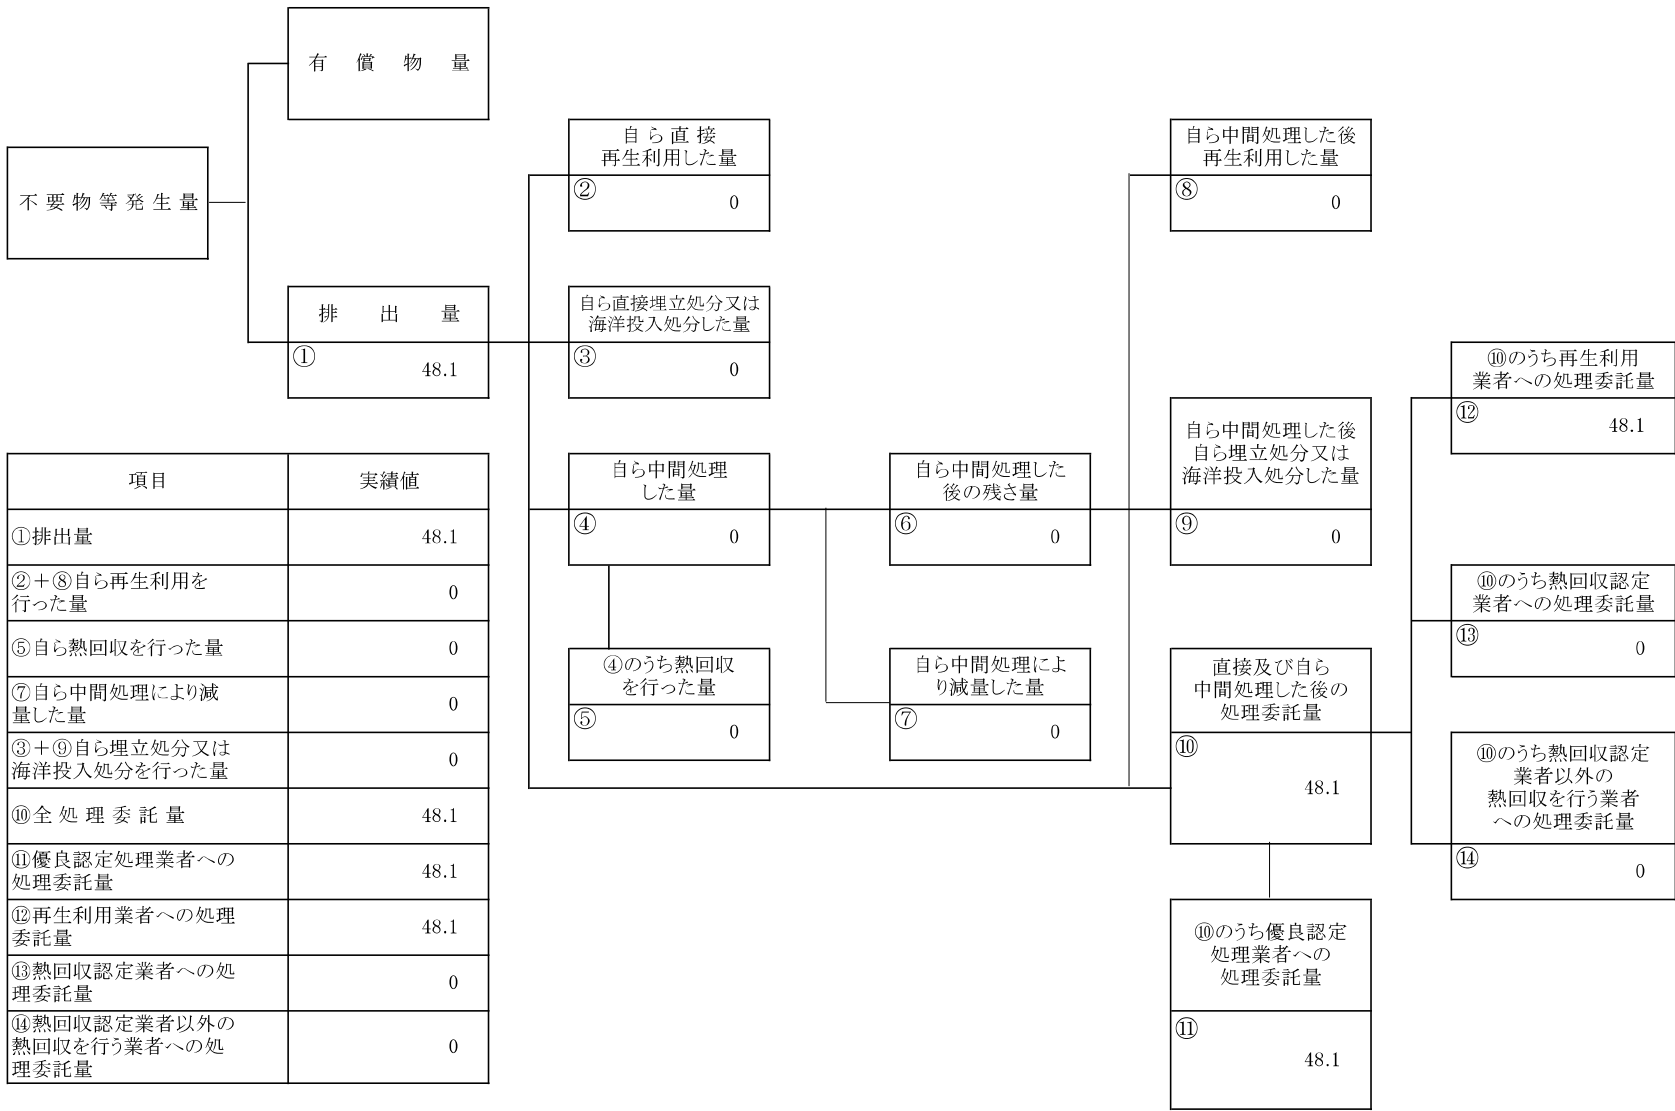 有償物量
不要物等発生量
排出量
①
48.1
自ら直接
再生利用した量
②
0
自ら直接埋立処分又は
海洋投入処分した量
③
0
自ら中間処理
した量
④
0
④のうち熱回収
を行った量
⑤
0
自ら中間処理した
後の残さ量
⑥
0
自ら中間処理によ
り減量した量
⑦
0
自ら中間処理した後
再生利用した量
⑧
0
自ら中間処理した後
自ら埋立処分又は
海洋投入処分した量
⑨
0
直接及び自ら
中間処理した後の
処理委託量
⑩
48.1
⑩のうち優良認定
処理業者への
処理委託量
⑪
48.1
⑩のうち再生利用
業者への処理委託量
⑫
48.1
⑩のうち熱回収認定
業者への処理委託量
⑬
0
⑩のうち熱回収認定
業者以外の
熱回収を行う業者
への処理委託量
⑭
0
項目 実績値
①排出量 48.1
②＋⑧自ら再生利用を
行った量 0
⑤自ら熱回収を行った量 0
⑦自ら中間処理により減
量した量 0
③＋⑨自ら埋立処分又は
海洋投入処分を行った量 0
⑩全処理委託量 48.1
⑪優良認定処理業者への
処理委託量 48.1
⑫再生利用業者への処理
委託量 48.1
⑬熱回収認定業者への処
理委託量 0
⑭熱回収認定業者以外の
熱回収を行う業者への処
理委託量 0